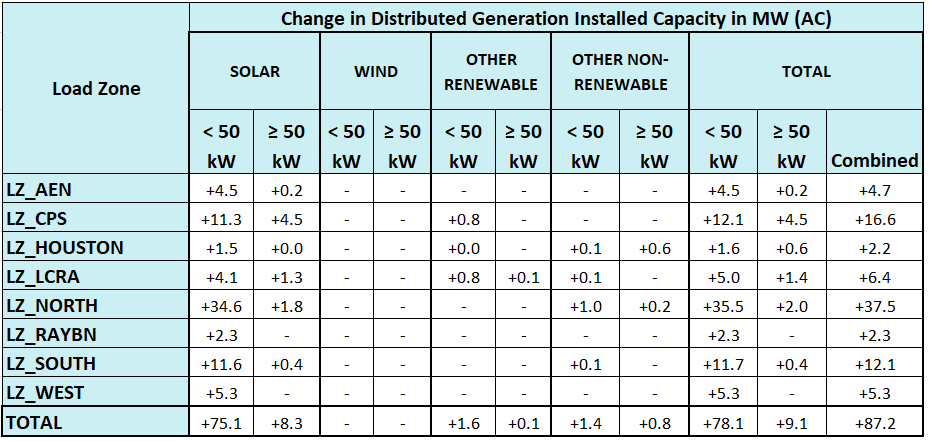 Change in Distributed Generation Installed Capacity in MW (AC)
Load Zone
SOLAR
WIND
OTHER
RENEWABLE
OTHER NON-
RENEWABLE
TOTAL
< 50
kW
≥ 50
kW
< 50
kW
≥ 50
kW
< 50
kW
≥ 50
kW
< 50
kW
≥ 50
kW
< 50
kW
≥ 50
kW
Combined
LZ_AEN +4.5 +0.2 - - - - - - +4.5 +0.2 +4.7
LZ_CPS +11.3 +4.5 - - +0.8 - - - +12.1 +4.5 +16.6
LZ_HOUSTON +1.5 +0.0 - - +0.0 - +0.1 +0.6 +1.6 +0.6 +2.2
LZ_LCRA +4.1 +1.3 - - +0.8 +0.1 +0.1 - +5.0 +1.4 +6.4
LZ_NORTH +34.6 +1.8 - - - - +1.0 +0.2 +35.5 +2.0 +37.5
LZ_RAYBN +2.3 - - - - - - - +2.3 - +2.3
LZ_SOUTH +11.6 +0.4 - - - - +0.1 - +11.7 +0.4 +12.1
LZ_WEST +5.3 - - - - - - - +5.3 - +5.3
TOTAL +75.1 +8.3 - - +1.6 +0.1 +1.4 +0.8 +78.1 +9.1 +87.2